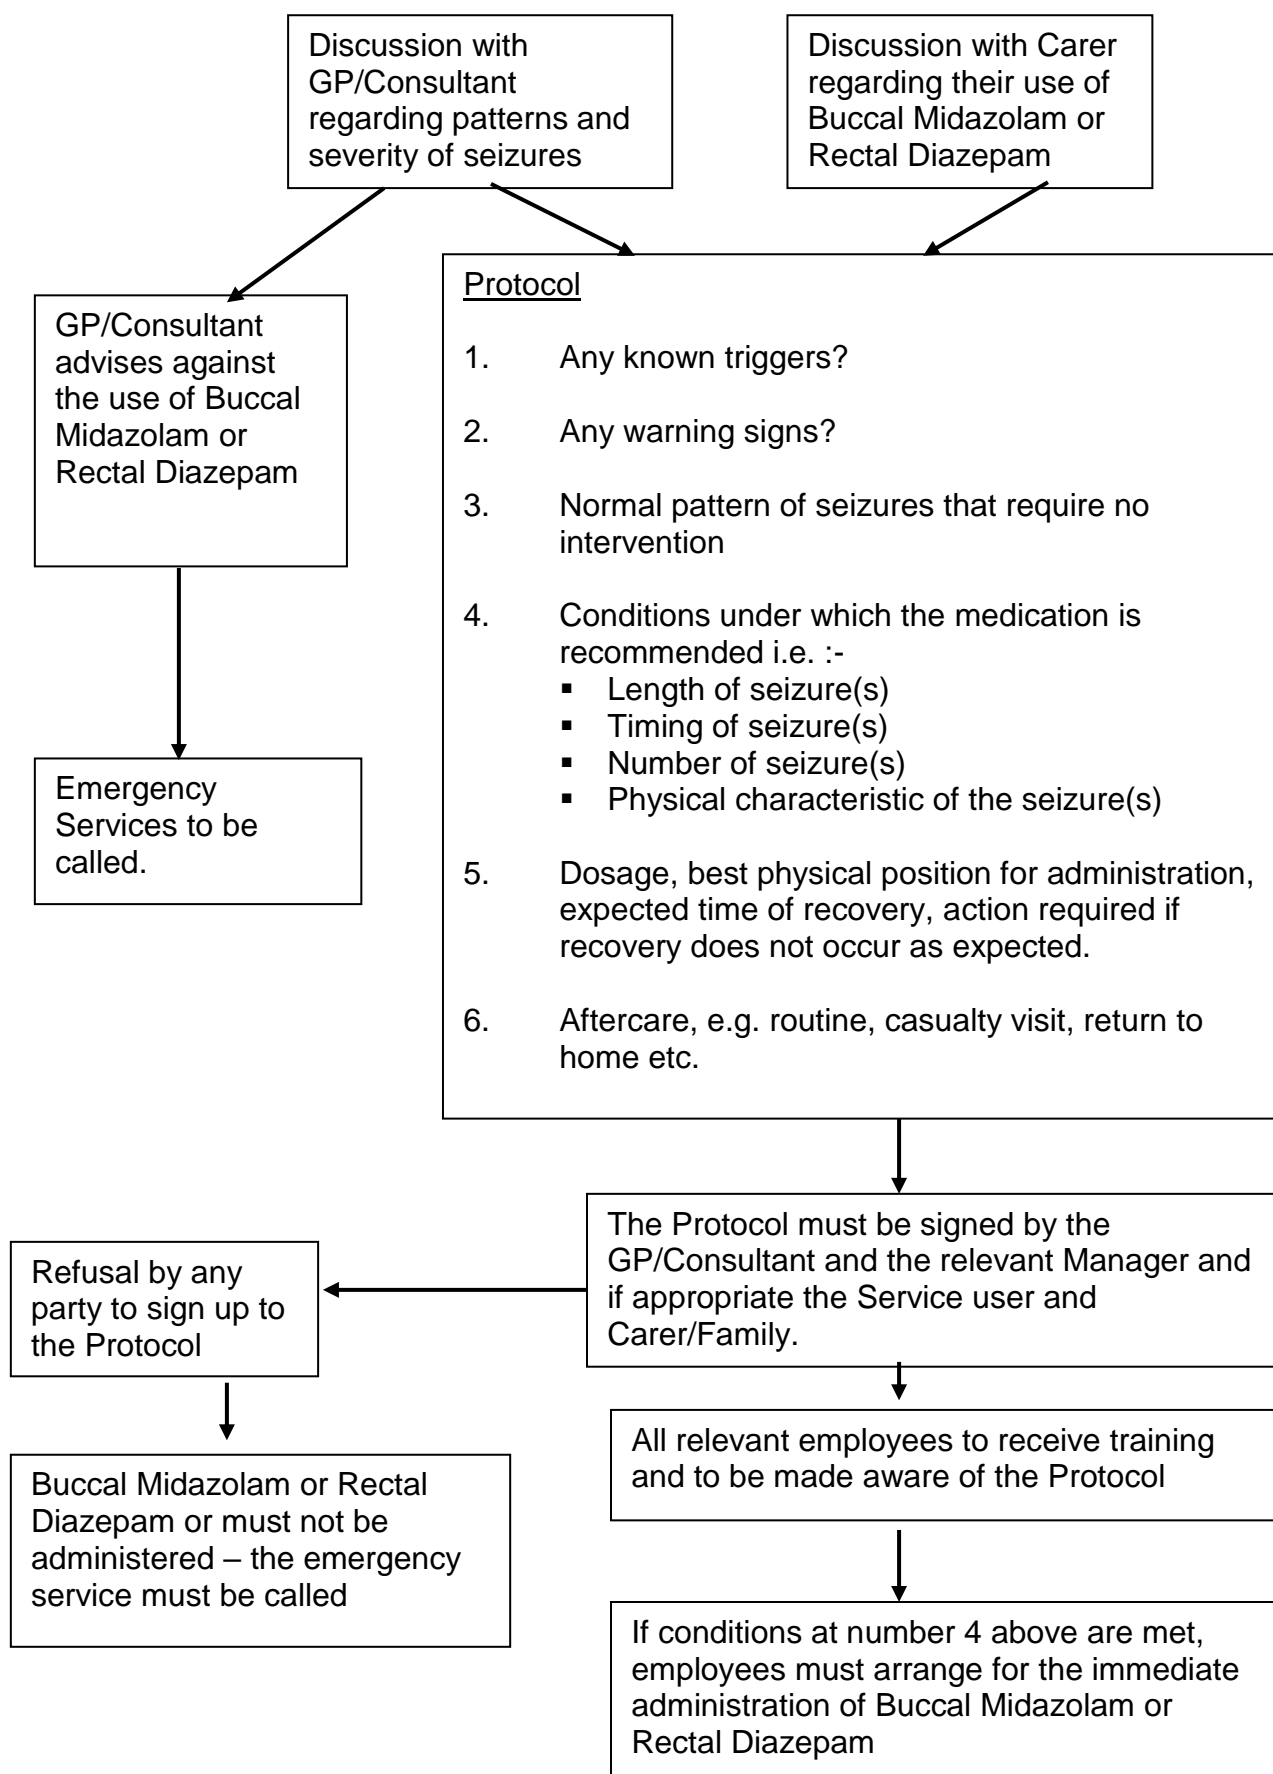 Discussion with
GP/Consultant
regarding patterns and
severity of seizures
Discussion with Carer
regarding their use of
Buccal Midazolam or
Rectal Diazepam
GP/Consultant
advises against
the use of Buccal
Midazolam or
Rectal Diazepam
Emergency
Services to be
called.
Protocol
1. Any known triggers?
2. Any warning signs?
3. Normal pattern of seizures that require no
intervention
4. Conditions under which the medication is
recommended i.e. :-
▪ Length of seizure(s)
▪ Timing of seizure(s)
▪ Number of seizure(s)
▪ Physical characteristic of the seizure(s)
5. Dosage, best physical position for administration,
expected time of recovery, action required if
recovery does not occur as expected.
6. Aftercare, e.g. routine, casualty visit, return to
home etc.
The Protocol must be signed by the
GP/Consultant and the relevant Manager and
if appropriate the Service user and
Carer/Family.
Refusal by any
party to sign up to
the Protocol
Buccal Midazolam or Rectal
Diazepam or must not be
administered – the emergency
service must be called
All relevant employees to receive training
and to be made aware of the Protocol
If conditions at number 4 above are met,
employees must arrange for the immediate
administration of Buccal Midazolam or
Rectal Diazepam